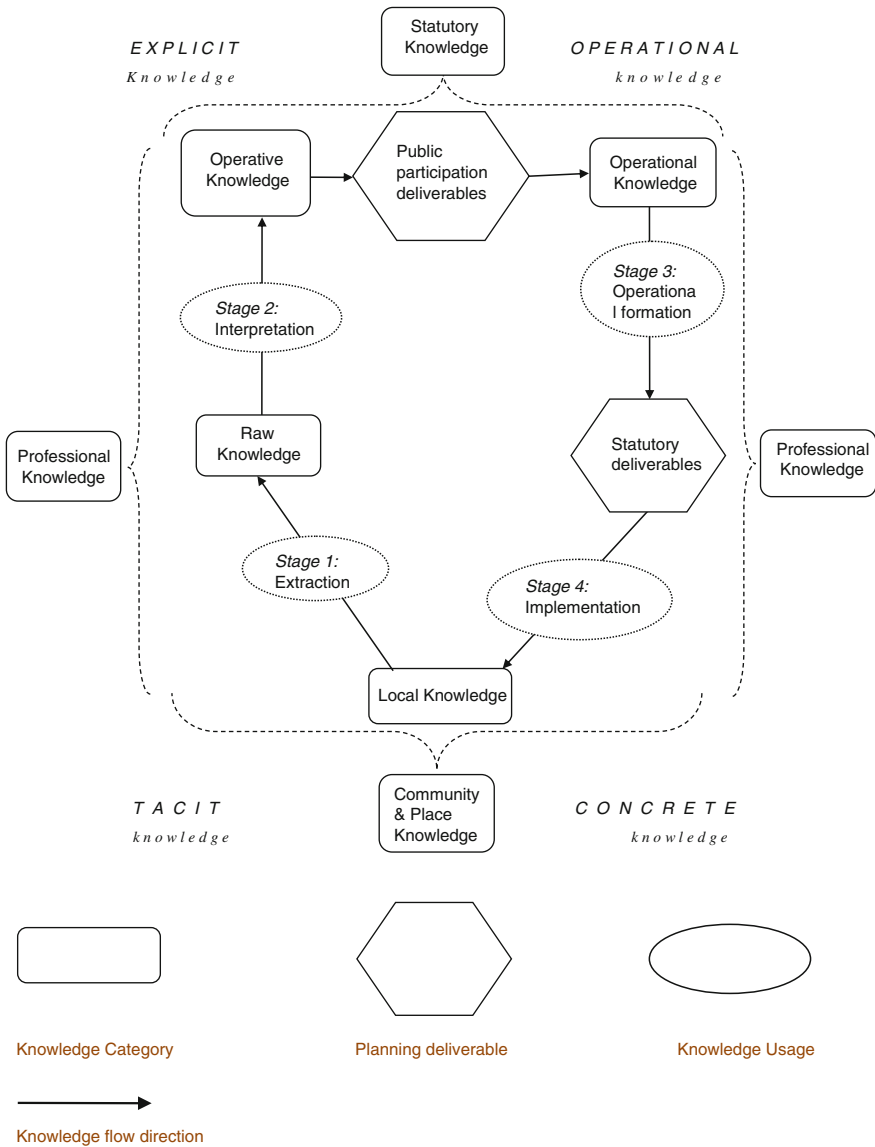 Statutory
Knowledge
EXPLICIT
Knowledge
OPERATIONAL
knowledge
Operative
Knowledge
Public
participation
deliverables
Operational
Knowledge
Stage 2:
Interpretation
Stage 3:
Operationa
l formation
Professional
Knowledge
Raw
Knowledge
Statutory
deliverables
Professional
Knowledge
Stage 1:
Extraction
Stage 4:
Implementation
Local Knowledge
TACIT
knowledge
Community
& Place
Knowledge
CONCRETE
knowledge
Knowledge Category
Planning deliverable
Knowledge Usage
Knowledge flow direction